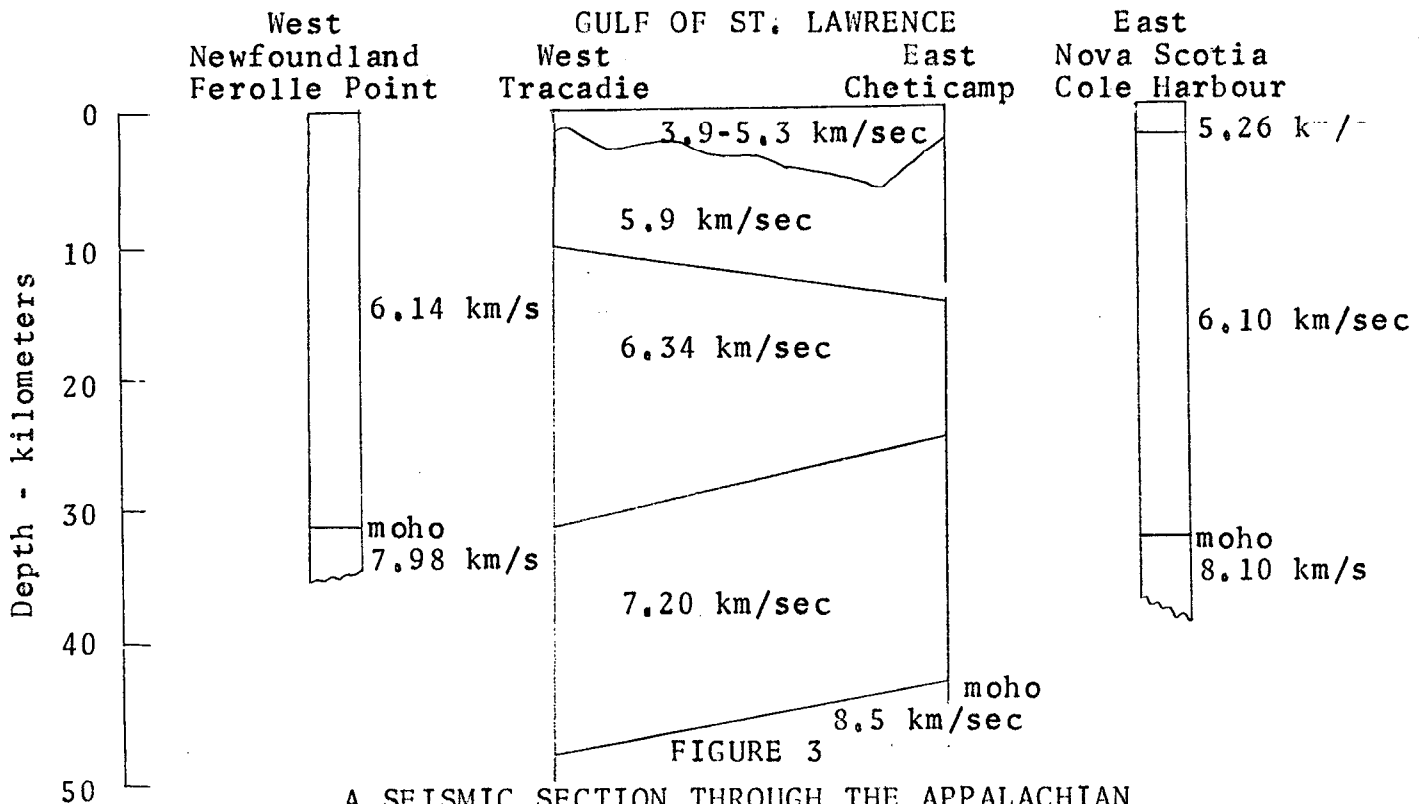 West GULF OF ST. LAWRENCE East
Newfoundland West East Nova Scotia
Ferolle Point Tracadie Cheticamp Cole Harbour
0
3.9-5.3 km/sec
5.26
5.9 km/sec
10
6.14 km/s
6.10 km/sec
6.34 km/sec
20
Depth - kilometers
30
moho
moho
7.98 km/s
8.10 km/s
7.20 km/sec
40
moho
8.5 km/sec
FIGURE 3
50
A SEISMIC SECTION THROUGH THE APPALACHIAN